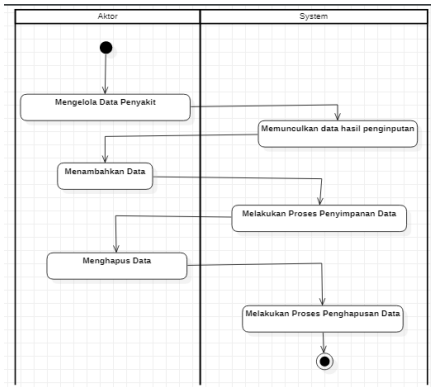 Aktor
System
Mengelola Data Penyakit
Memunculkan data hasil penginputan
Menambahkan Data
Melakukan Proses Penyimpanan Data
Menghapus Data
Melakukan Proses Penghapusan Data